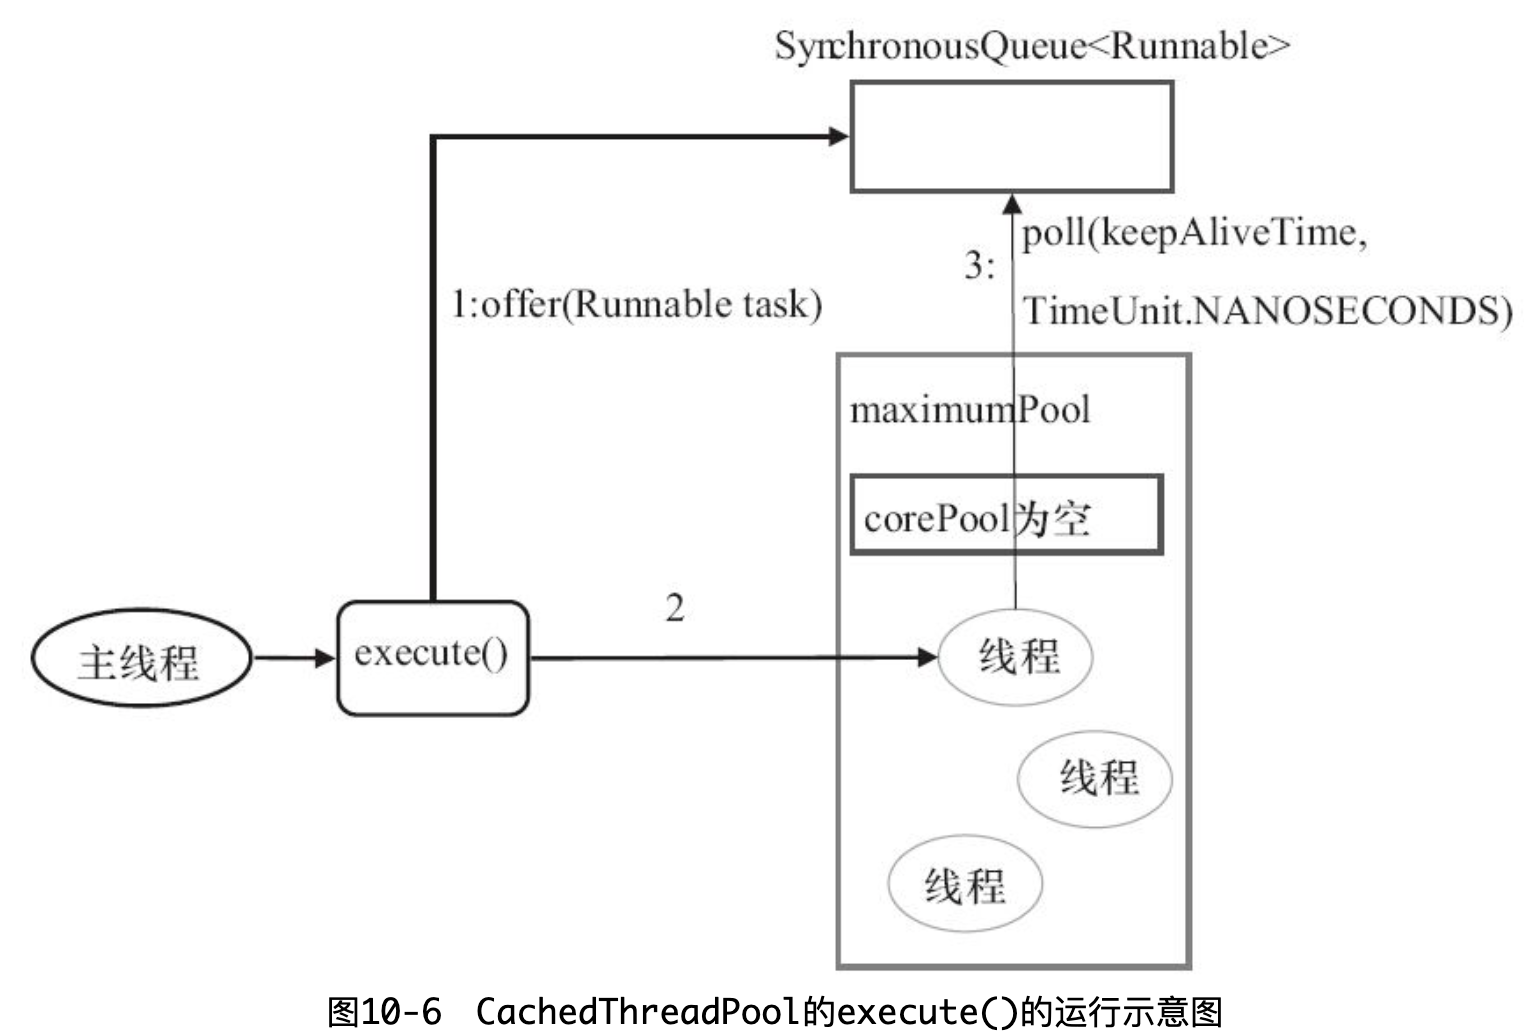 SynchronousQueue<Runnable>
poll(keepAliveTime,
3:
1:offer(Runnable task)
TimeUnit.NANOSECONDS)
maximumPool
corePool为空
2
主线程
execute()
线程
线程
线程
图10-6 CachedThreadPool的execute()的运行示意图